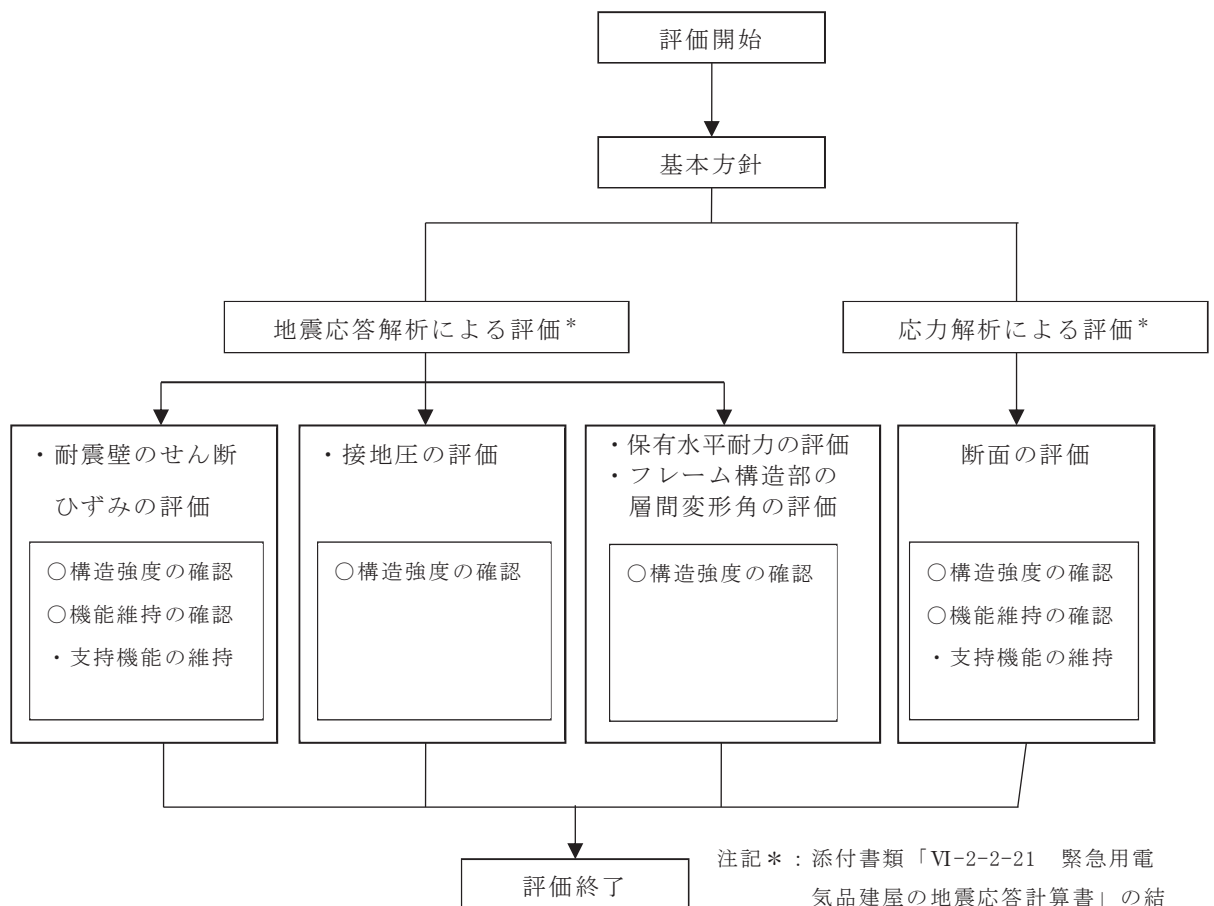 評価開始
基本方針
地震応答解析による評価*
応力解析による評価*
・耐震壁のせん断
ひずみの評価
○構造強度の確認
○機能維持の確認
・支持機能の維持
・接地圧の評価
○構造強度の確認
・保有水平耐力の評価
・フレーム構造部の
層間変形角の評価
○構造強度の確認
断面の評価
○構造強度の確認
○機能維持の確認
・支持機能の維持
評価終了
注記*：添付書類「Ⅵ-2-2-21 緊急用電
気品建屋の地震応答計算書」の結